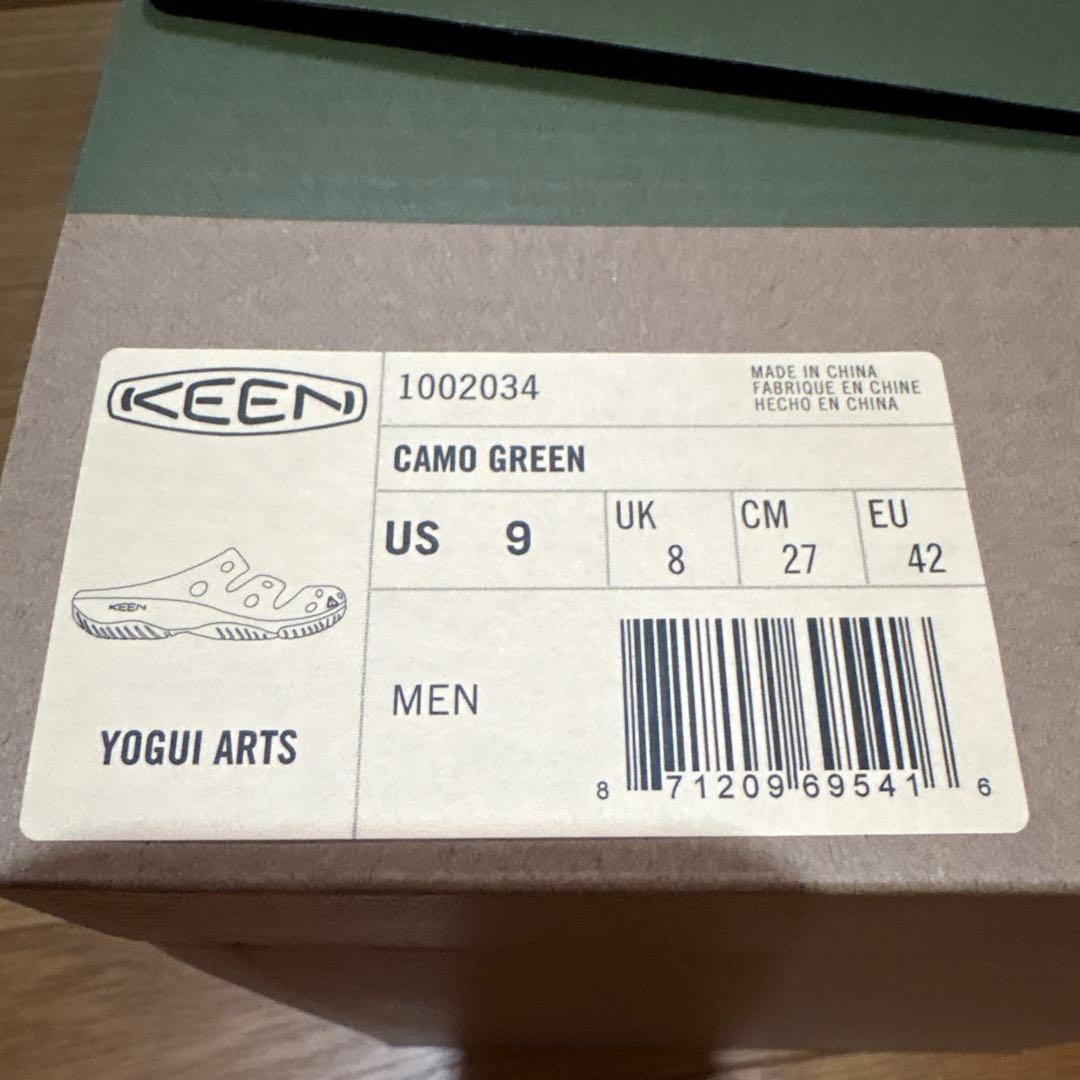 KEEN
1002034
MADE IN CHINA
FABRIQUE EN CHINE
HECHO EN CHINA
CAMO GREEN
US 9
UK 8
CM 27
EU 42
KEEN
YOGUI ARTS
MEN
8 71209 69541 6